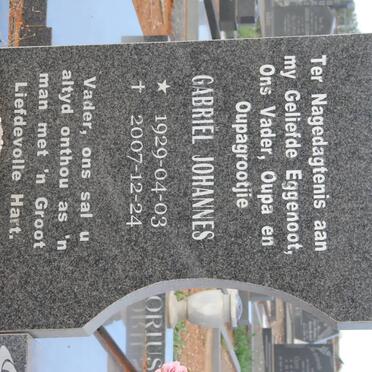 Ter Nagedagtenis aan
my Geliefde Eggenoot,
Ons Vader, Oupa en
Oupagrootjie
GABRIËL JOHANNES
★ 1929-04-03
† 2007-12-24
Vader, ons sal u
altyd onthou as 'n
man met 'n Groot
Liefdevolle Hart.